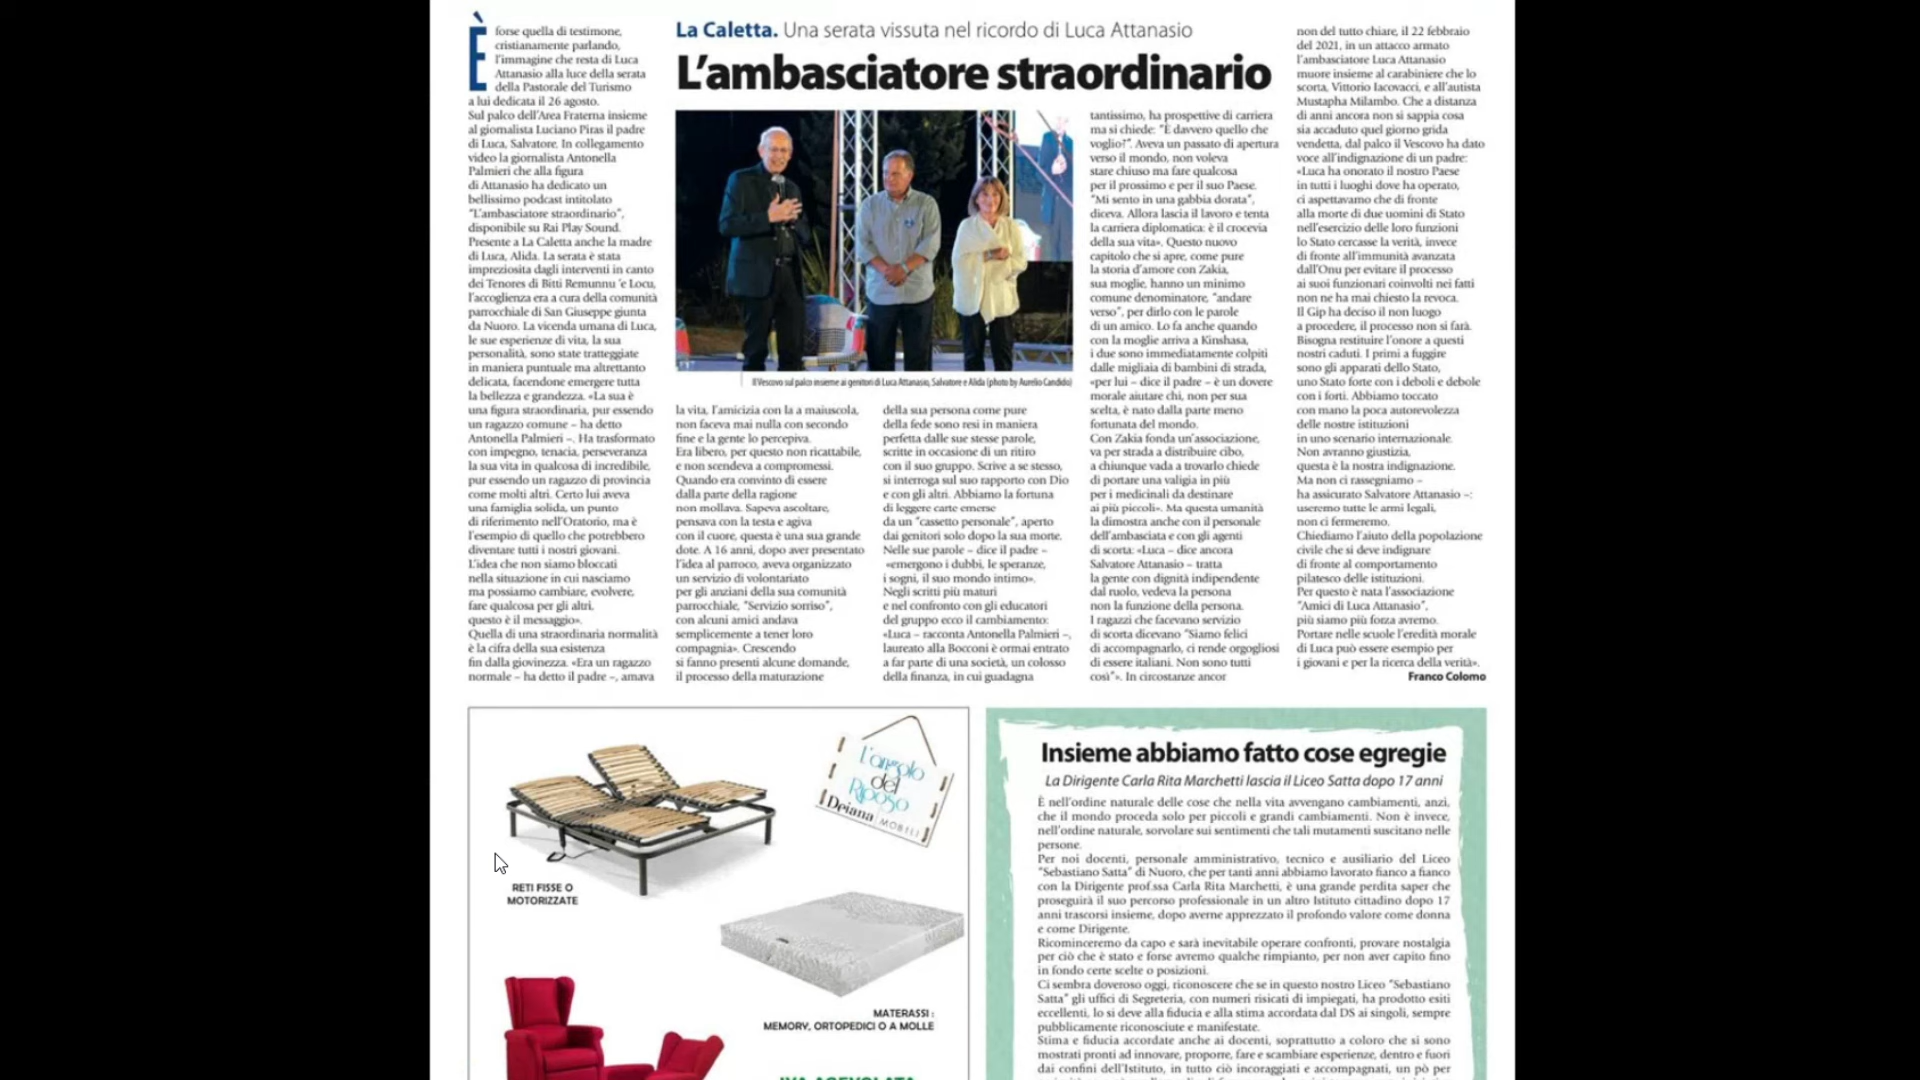 È forse quella di testimone,
cristianamente parlando,
l'immagine che resta di Luca
Attanasio alla luce della serata
della Pastorale del Turismo
a lui dedicata il 26 agosto.
Sul palco dell'Area Fraterna insieme
al giornalista Luciano Piras il padre
di Luca, Salvatore. In collegamento
video la giornalista Antonella
Palmieri che alla figura
di Attanasio ha dedicato un
bellissimo podcast intitolato
"L'ambasciatore straordinario",
disponibile su Rai Play Sound.
Presente a La Caletta anche la madre
di Luca, Alida. La serata è stata
impreziosita dagli interventi in canto
dei Tenores di Bitti Remunnu 'e Locu,
l'accoglienza era a cura della comunità
parrocchiale di San Giuseppe giunta
da Nuoro. La vicenda umana di Luca,
le sue esperienze di vita, la sua
personalità, sono state tratteggiate
in maniera puntuale ma altrettanto
delicata, facendone emergere tutta
la bellezza e grandezza. «La sua è
una figura straordinaria, pur essendo
un ragazzo comune – ha detto
Antonella Palmieri –. Ha trasformato
con impegno, tenacia, perseveranza
la sua vita in qualcosa di incredibile,
pur essendo un ragazzo di provincia
come molti altri. Certo lui aveva
una famiglia solida, un punto
di riferimento nell'Oratorio, ma è
l'esempio di quello che potrebbero
diventare tutti i nostri giovani.
L'idea che non siamo bloccati
nella situazione in cui nasciamo
ma possiamo cambiare, evolvere,
fare qualcosa per gli altri,
questo è il messaggio».
Quella di una straordinaria normalità
è la cifra della sua esistenza
fin dalla giovinezza. «Era un ragazzo
normale – ha detto il padre –, amava
La Caletta. Una serata vissuta nel ricordo di Luca Attanasio
L'ambasciatore straordinario
Il Vescovo sul palco insieme ai genitori di Luca Attanasio, Salvatore e Alida (photo by Aurelio Candido)
la vita, l'amicizia con la a maiuscola,
non faceva mai nulla con secondo
fine e la gente lo percepiva.
Era libero, per questo non ricattabile,
e non scendeva a compromessi.
Quando era convinto di essere
dalla parte della ragione
non mollava. Sapeva ascoltare,
pensava con la testa e agiva
con il cuore, questa è una sua grande
dote. A 16 anni, dopo aver presentato
l'idea al parroco, aveva organizzato
un servizio di volontariato
per gli anziani della sua comunità
parrocchiale, "Servizio sorriso",
con alcuni amici andava
semplicemente a tener loro
compagnia». Crescendo
si fanno presenti alcune domande,
il processo della maturazione
della sua persona come pure
della fede sono resi in maniera
perfetta dalle sue stesse parole,
scritte in occasione di un ritiro
con il suo gruppo. Scrive a se stesso,
si interroga sul suo rapporto con Dio
e con gli altri. Abbiamo la fortuna
di leggere carte emerse
da un "cassetto personale", aperto
dai genitori solo dopo la sua morte.
Nelle sue parole – dice il padre –
«emergono i dubbi, le speranze,
i sogni, il suo mondo intimo».
Negli scritti più maturi
e nel confronto con gli educatori
del gruppo ecco il cambiamento:
«Luca – racconta Antonella Palmieri –,
laureato alla Bocconi è ormai entrato
a far parte di una società, un colosso
della finanza, in cui guadagna
tantissimo, ha prospettive di carriera
ma si chiede: "È davvero quello che
voglio?". Aveva un passato di apertura
verso il mondo, non voleva
stare chiuso ma fare qualcosa
per il prossimo e per il suo Paese.
"Mi sento in una gabbia dorata",
diceva. Allora lascia il lavoro e tenta
la carriera diplomatica: è il crocevia
della sua vita». Questo nuovo
capitolo che si apre, come pure
la storia d'amore con Zakia,
sua moglie, hanno un minimo
comune denominatore, "andare
verso", per dirlo con le parole
di un amico. Lo fa anche quando
con la moglie arriva a Kinshasa,
i due sono immediatamente colpiti
dalle migliaia di bambini di strada,
«per lui – dice il padre – è un dovere
morale aiutare chi, non per sua
scelta, è nato dalla parte meno
fortunata del mondo.
Con Zakia fonda un'associazione,
va per strada a distribuire cibo,
a chiunque vada a trovarlo chiede
di portare una valigia in più
per i medicinali da destinare
ai più piccoli». Ma questa umanità
la dimostra anche con il personale
dell'ambasciata e con gli agenti
di scorta: «Luca – dice ancora
Salvatore Attanasio – tratta
la gente con dignità indipendente
dal ruolo, vedeva la persona
non la funzione della persona.
I ragazzi che facevano servizio
di scorta dicevano "Siamo felici
di accompagnarlo, ci rende orgogliosi
di essere italiani. Non sono tutti
così"». In circostanze ancor
non del tutto chiare, il 22 febbraio
del 2021, in un attacco armato
l'ambasciatore Luca Attanasio
muore insieme al carabiniere che lo
scorta, Vittorio Iacovacci, e all'autista
Mustapha Milambo. Che a distanza
di anni ancora non si sappia cosa
sia accaduto quel giorno grida
vendetta, dal palco il Vescovo ha dato
voce all'indignazione di un padre:
«Luca ha onorato il nostro Paese
in tutti i luoghi dove ha operato,
ci aspettavamo che di fronte
alla morte di due uomini di Stato
nell'esercizio delle loro funzioni
lo Stato cercasse la verità, invece
di fronte all'immunità avanzata
dall'Onu per evitare il processo
ai suoi funzionari coinvolti nei fatti
non ne ha mai chiesto la revoca.
Il Gip ha deciso il non luogo
a procedere, il processo non si farà.
Bisogna restituire l'onore a questi
nostri caduti. I primi a fuggire
sono gli apparati dello Stato,
uno Stato forte con i deboli e debole
con i forti. Abbiamo toccato
con mano la poca autorevolezza
delle nostre istituzioni
in uno scenario internazionale.
Non avranno giustizia,
questa è la nostra indignazione.
Ma non ci rassegniamo –
ha assicurato Salvatore Attanasio –:
useremo tutte le armi legali,
non ci fermeremo.
Chiediamo l'aiuto della popolazione
civile che si deve indignare
di fronte al comportamento
pilatesco delle istituzioni.
Per questo è nata l'associazione
"Amici di Luca Attanasio",
più siamo più forza avremo.
Portare nelle scuole l'eredità morale
di Luca può essere esempio per
i giovani e per la ricerca della verità».
Franco Colomo
L'angolo
del
Riposo
Deiana MOBILI
RETI FISSE O
MOTORIZZATE
MATERASSI :
MEMORY, ORTOPEDICI O A MOLLE
IVA AGEVOLATA
Insieme abbiamo fatto cose egregie
La Dirigente Carla Rita Marchetti lascia il Liceo Satta dopo 17 anni
È nell'ordine naturale delle cose che nella vita avvengano cambiamenti, anzi,
che il mondo proceda solo per piccoli e grandi cambiamenti. Non è invece,
nell'ordine naturale, sorvolare sui sentimenti che tali mutamenti suscitano nelle
persone.
Per noi docenti, personale amministrativo, tecnico e ausiliario del Liceo
"Sebastiano Satta" di Nuoro, che per tanti anni abbiamo lavorato fianco a fianco
con la Dirigente prof.ssa Carla Rita Marchetti, è una grande perdita saper che
proseguirà il suo percorso professionale in un altro Istituto cittadino dopo 17
anni trascorsi insieme, dopo averne apprezzato il profondo valore come donna
e come Dirigente.
Ricominceremo da capo e sarà inevitabile operare confronti, provare nostalgia
per ciò che è stato e forse avremo qualche rimpianto, per non aver capito fino
in fondo certe scelte o posizioni.
Ci sembra doveroso oggi, riconoscere che se in questo nostro Liceo "Sebastiano
Satta" gli uffici di Segreteria, con numeri risicati di impiegati, ha prodotto esiti
eccellenti, lo si deve alla fiducia e alla stima accordata dal DS ai singoli, sempre
pubblicamente riconosciute e manifestate.
Stima e fiducia accordate anche ai docenti, soprattutto a coloro che si sono
mostrati pronti ad innovare, proporre, fare e scambiare esperienze, dentro e fuori
dai confini dell'Istituto, in tutto ciò incoraggiati e accompagnati, un pò per